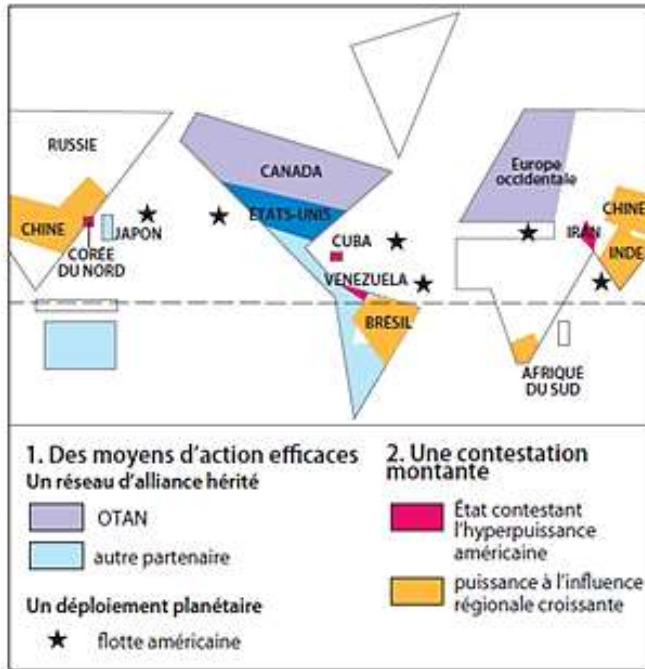 RUSSIE
CANADA
Europe
occidentale
ÉTATS-UNIS
CHINE
CHINE
JAPON
CORÉE
DU NORD
CUBA
IRAN
INDE
VENEZUELA
BRÉSIL
AFRIQUE
DU SUD
1. Des moyens d'action efficaces
Un réseau d'alliance hérité
OTAN
autre partenaire
Un déploiement planétaire
flotte américaine
2. Une contestation
montante
État contestant
l'hyperpuissance
américaine
puissance à l'influence
régionale croissante